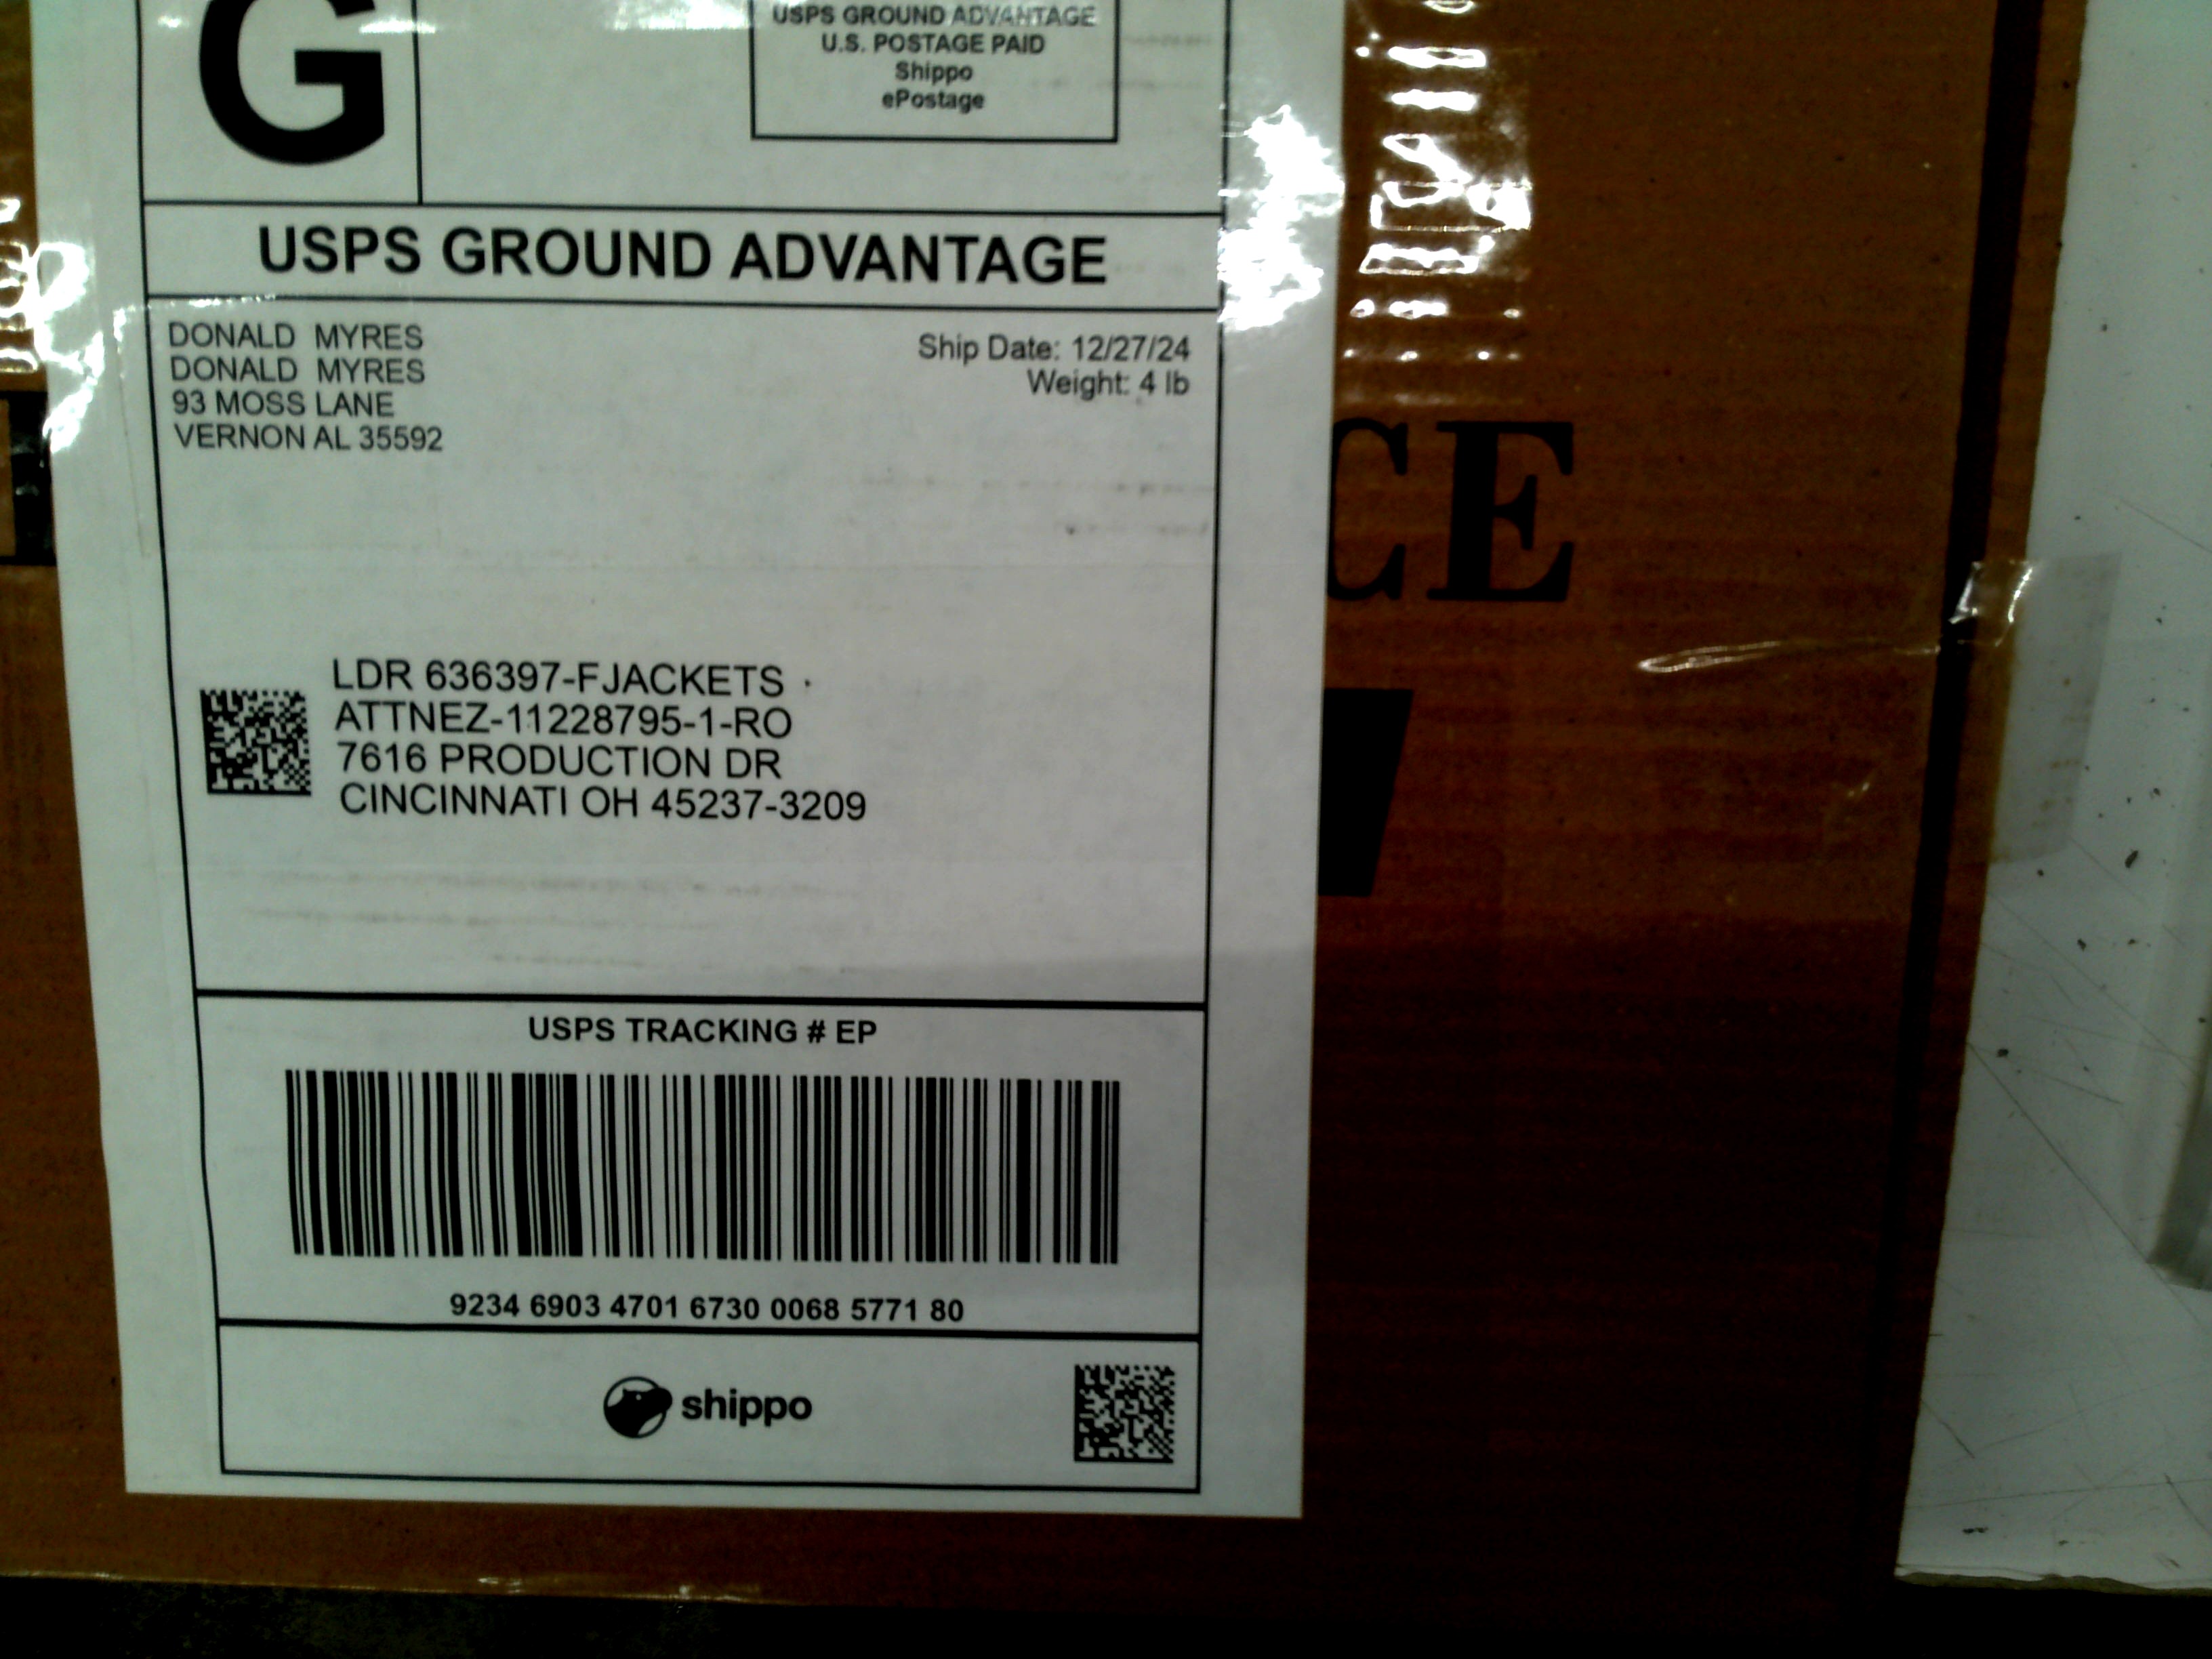 G
USPS GROUND ADVANTAGE
U.S. POSTAGE PAID
Shippo
ePostage
USPS GROUND ADVANTAGE
DONALD MYRES
DONALD MYRES
93 MOSS LANE
VERNON AL 35592
Ship Date: 12/27/24
Weight: 4 lb
CE
LDR 636397-FJACKETS
ATTNEZ-11228795-1-RO
7616 PRODUCTION DR
CINCINNATI OH 45237-3209
USPS TRACKING # EP
9234 6903 4701 6730 0068 5771 80
shippo